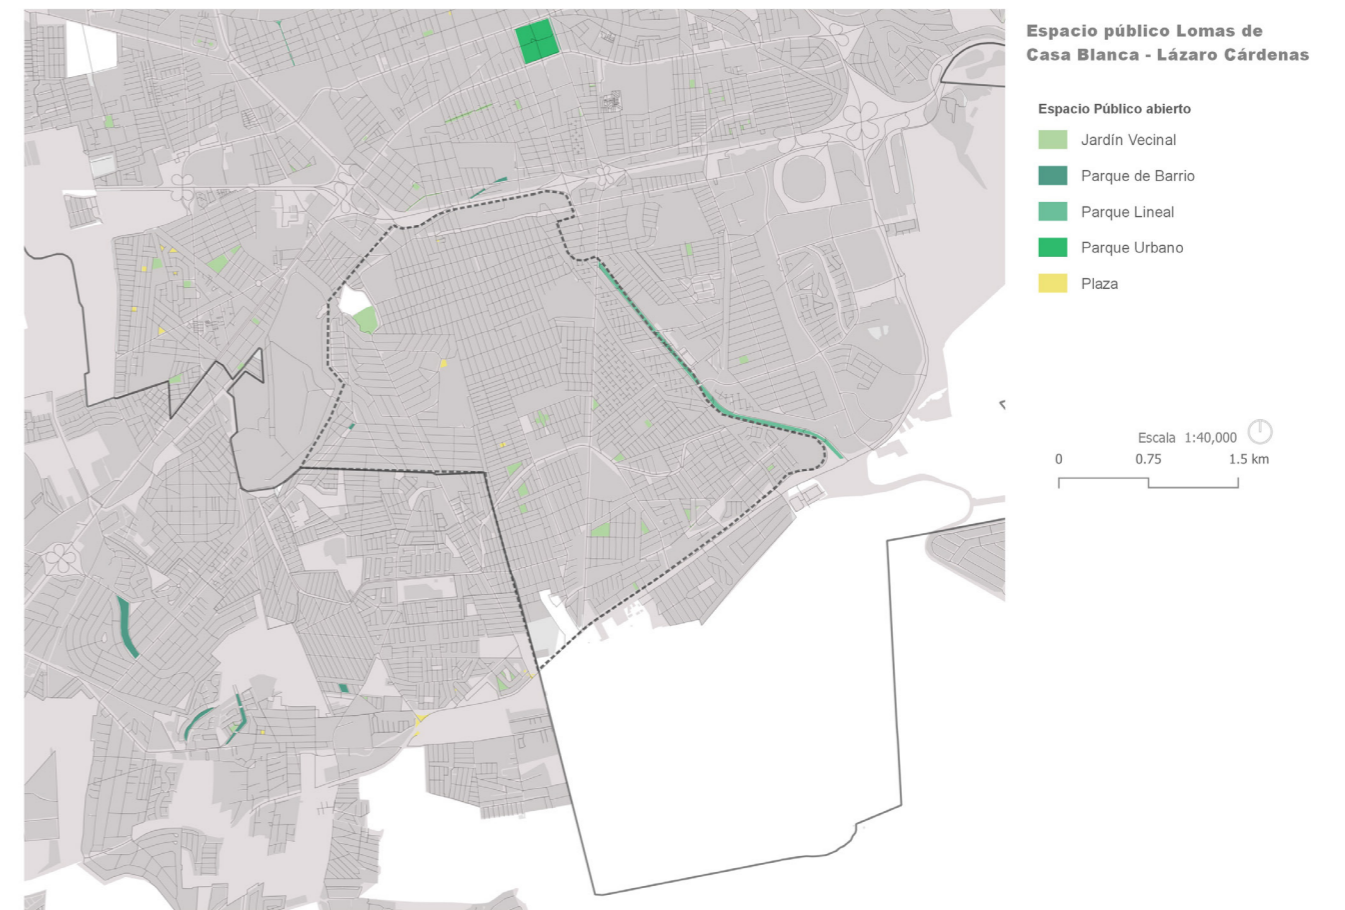 Espacio público Lomas de
Casa Blanca - Lázaro Cárdenas
Espacio Público abierto
Jardín Vecinal
Parque de Barrio
Parque Lineal
Parque Urbano
Plaza
Escala 1:40,000
0 0.75 1.5 km